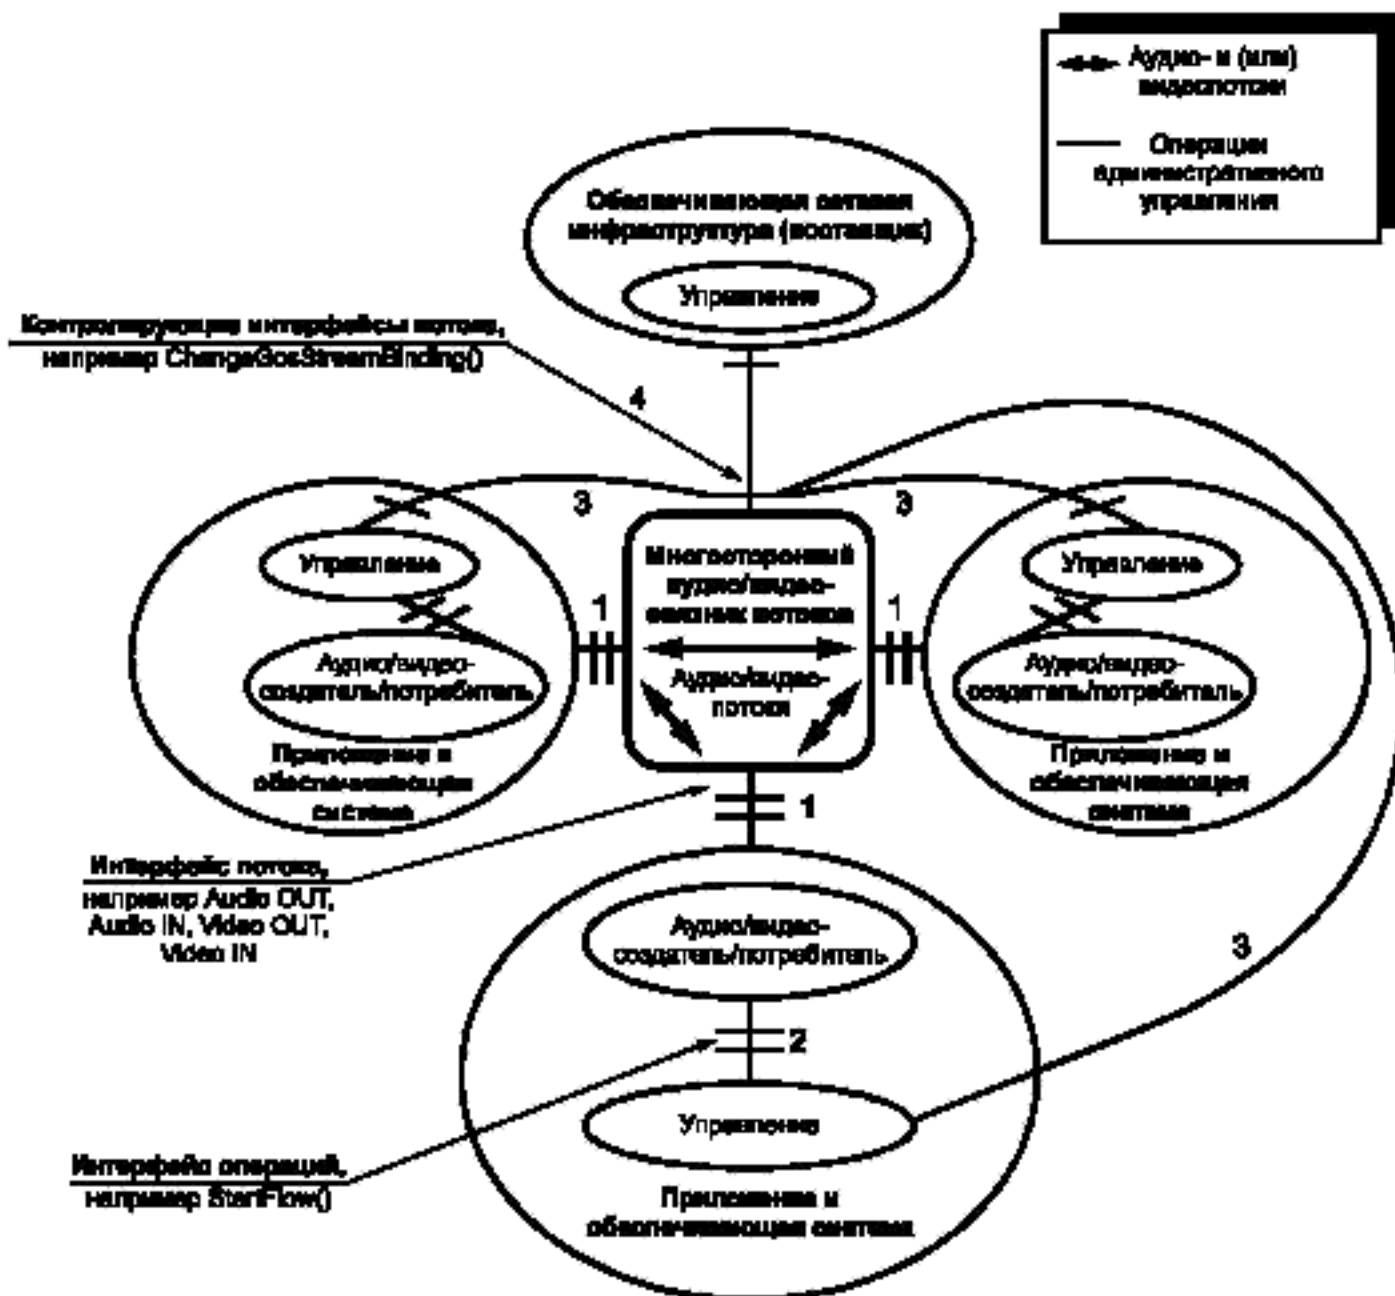 Аудио- и (или)
видеопотоки
Операции
административного
управления
Обеспечивающая сетевая
инфраструктура (поставщик)
Управление
Контролирующие интерфейсы потока,
например ChangeQosStreamBinding()
4
3
3
Управление
Многосторонний
аудио/видео-
связник потоков
Управление
1
1
Аудио/видео-
создатель/потребитель
Аудио/видео-
потоки
Аудио/видео-
создатель/потребитель
Приложение и
обеспечивающая
система
Приложение и
обеспечивающая
система
1
Интерфейс потока,
например Audio OUT,
Audio IN, Video OUT,
Video IN
Аудио/видео-
создатель/потребитель
3
2
Управление
Интерфейс операций,
например StartFlow()
Приложение и
обеспечивающая система